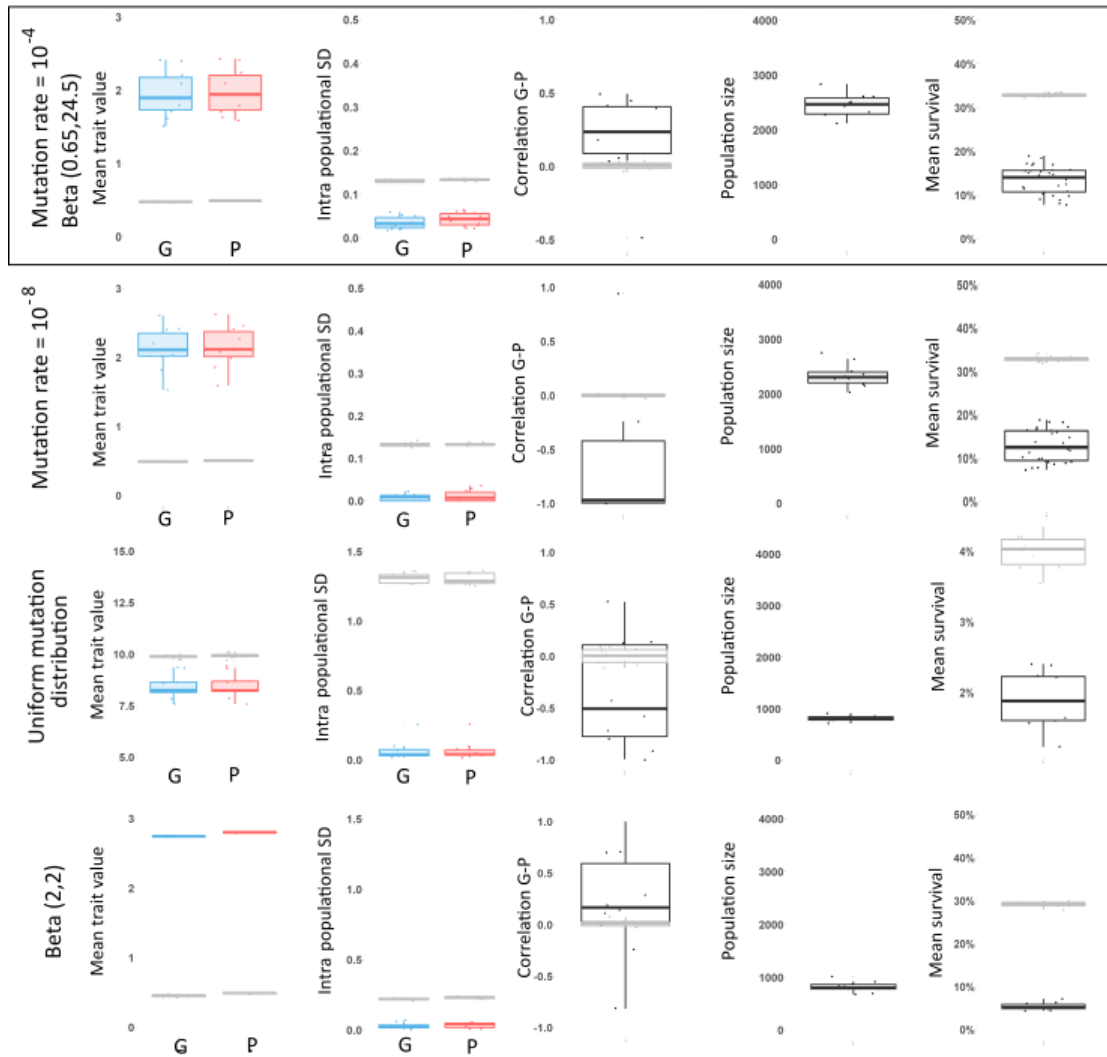 Mutation rate = 10⁻⁴
Beta (0.65,24.5)
Mean trait value
3
2
1
0
G P
Intra populational SD
0.5
0.4
0.3
0.2
0.1
0.0
G P
Correlation G-P
1.0
0.5
0.0
-0.5
Population size
4000
3000
2000
1000
0
Mean survival
50%
40%
30%
20%
10%
0%
Mutation rate = 10⁻⁸
Mean trait value
3
2
1
0
G P
Intra populational SD
0.5
0.4
0.3
0.2
0.1
0.0
G P
Correlation G-P
1.0
0.5
0.0
-0.5
-1.0
Population size
4000
3000
2000
1000
0
Mean survival
50%
40%
30%
20%
10%
0%
Uniform mutation
distribution
Mean trait value
15.0
12.5
10.0
7.5
5.0
G P
Intra populational SD
1.5
1.0
0.5
0.0
G P
Correlation G-P
1.0
0.5
0.0
-0.5
-1.0
Population size
4000
3000
2000
1000
0
Mean survival
4%
3%
2%
Beta (2,2)
Mean trait value
3
2
1
0
G P
Intra populational SD
1.5
1.0
0.5
0.0
G P
Correlation G-P
1.0
0.5
0.0
-0.5
-1.0
Population size
4000
3000
2000
1000
0
Mean survival
50%
40%
30%
20%
10%
0%